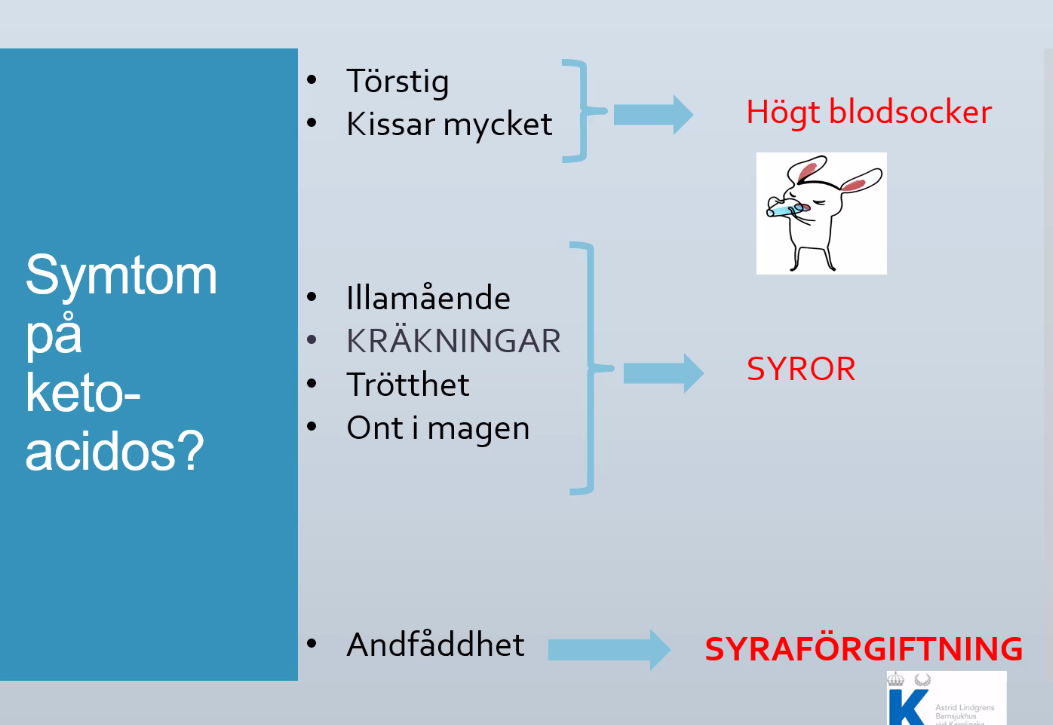 Symtom
på
keto-
acidos?
• Törstig
• Kissar mycket
Högt blodsocker
• Illamående
• KRÄKNINGAR
• Trötthet
• Ont i magen
SYROR
• Andfåddhet
SYRAFÖRGIFTNING
K
Astrid Lindgrens
Barnsjukhus
vid Karolinska